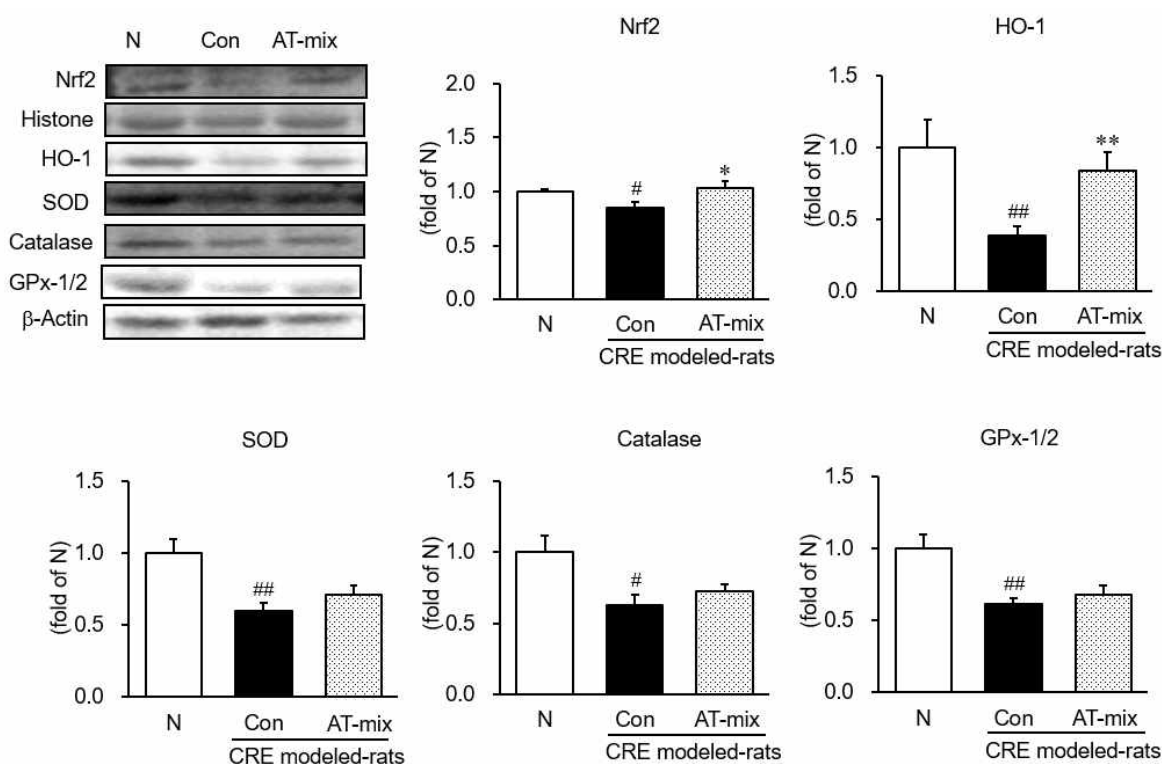 N Con AT-mix
Nrf2
Histone
HO-1
SOD
Catalase
GPx-1/2
β-Actin
Nrf2
(fold of N)
2.0
1.5
1.0
0.5
0.0
#
*
N Con AT-mix
CRE modeled-rats
HO-1
(fold of N)
1.5
1.0
0.5
0.0
##
**
N Con AT-mix
CRE modeled-rats
SOD
(fold of N)
1.5
1.0
0.5
0.0
##
N Con AT-mix
CRE modeled-rats
Catalase
(fold of N)
1.5
1.0
0.5
0.0
#
N Con AT-mix
CRE modeled-rats
GPx-1/2
(fold of N)
1.5
1.0
0.5
0.0
##
N Con AT-mix
CRE modeled-rats